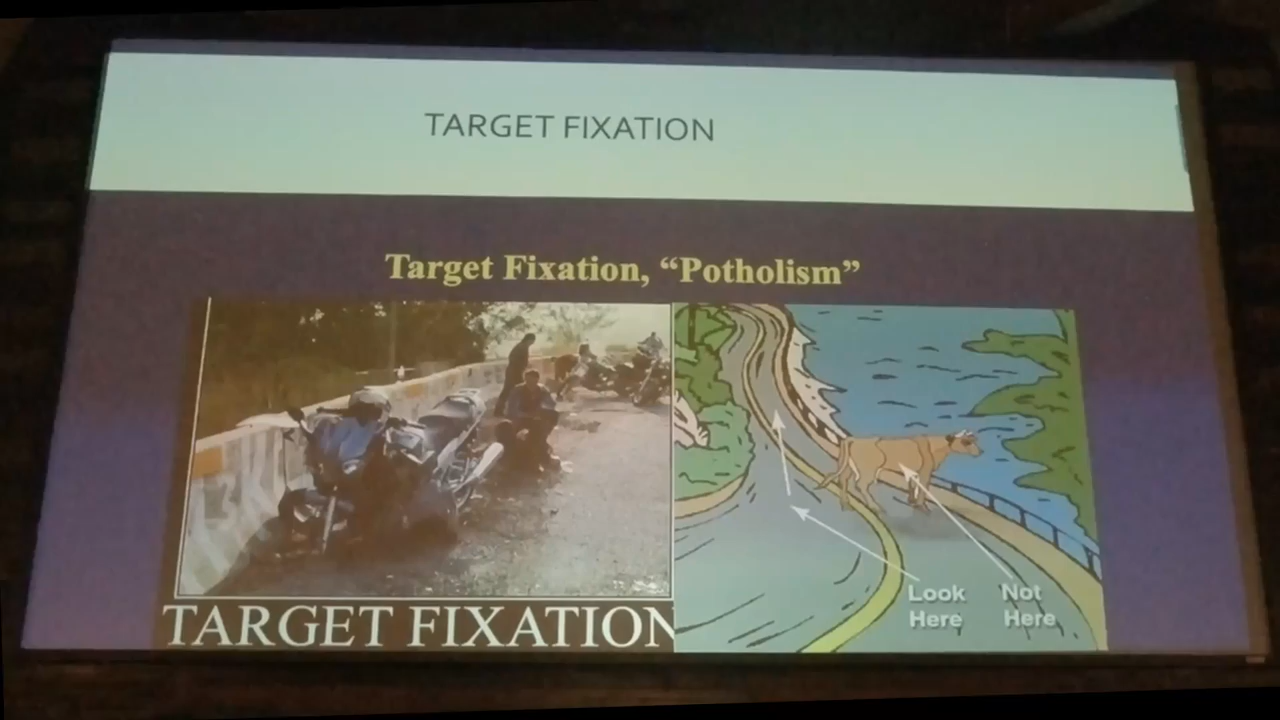 TARGET FIXATION
Target Fixation, “Potholism”
TARGET FIXATION
Look Here
Not Here